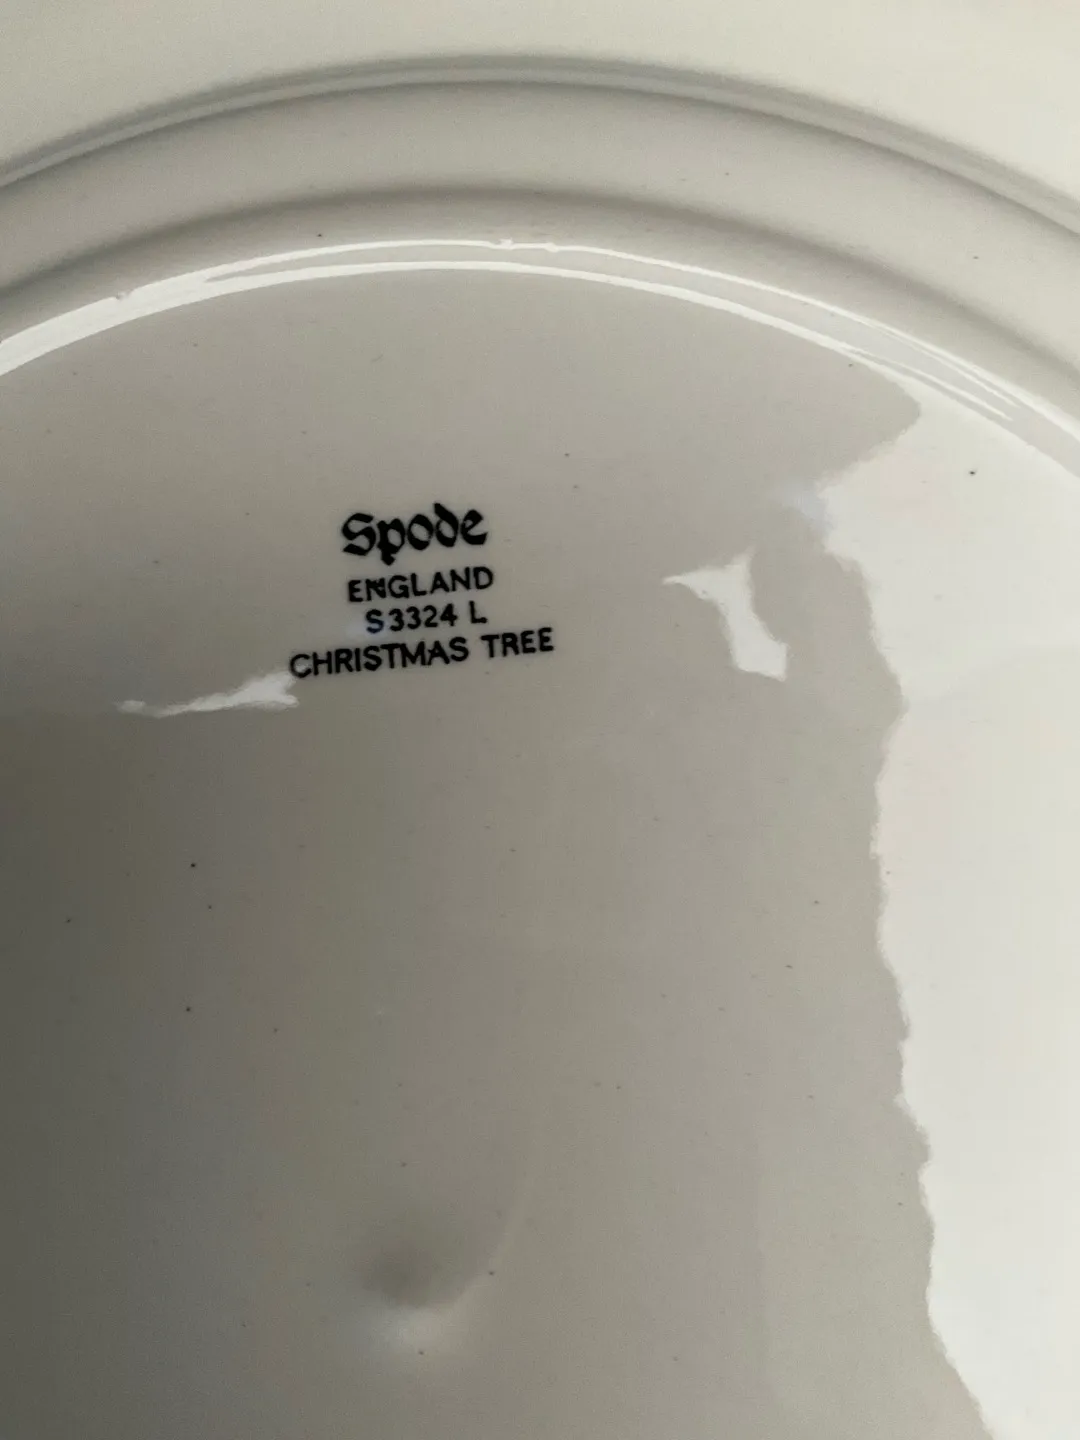 Spode
ENGLAND
S3324 L
CHRISTMAS TREE